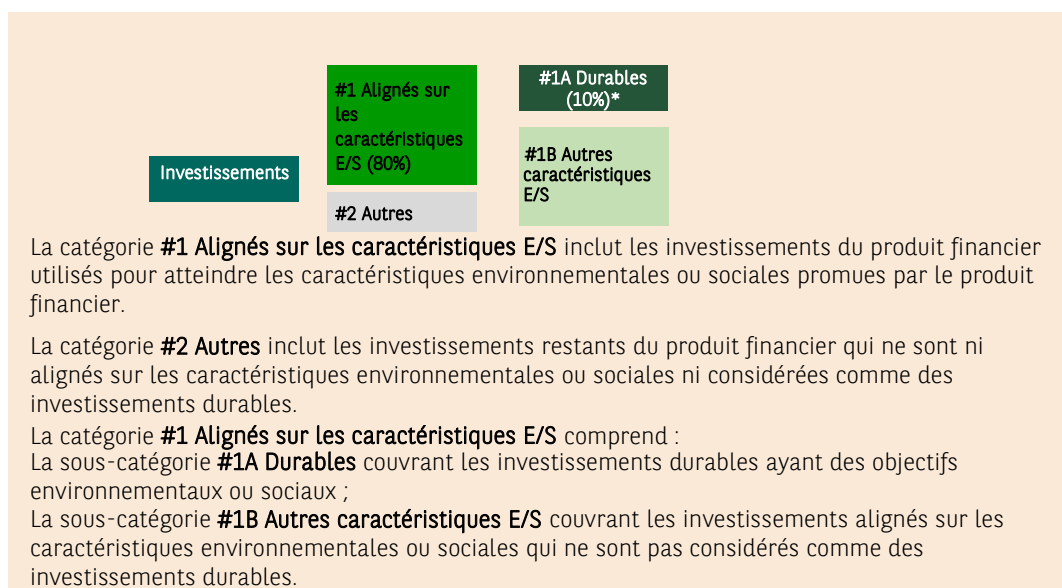 #1 Alignés sur
les
caractéristiques
E/S (80%)
#1A Durables
(10%)*
#1B Autres
caractéristiques
E/S
Investissements
#2 Autres
La catégorie #1 Alignés sur les caractéristiques E/S inclut les investissements du produit financier
utilisés pour atteindre les caractéristiques environnementales ou sociales promues par le produit
financier.
La catégorie #2 Autres inclut les investissements restants du produit financier qui ne sont ni
alignés sur les caractéristiques environnementales ou sociales ni considérées comme des
investissements durables.
La catégorie #1 Alignés sur les caractéristiques E/S comprend :
La sous-catégorie #1A Durables couvrant les investissements durables ayant des objectifs
environnementaux ou sociaux ;
La sous-catégorie #1B Autres caractéristiques E/S couvrant les investissements alignés sur les
caractéristiques environnementales ou sociales qui ne sont pas considérés comme des
investissements durables.